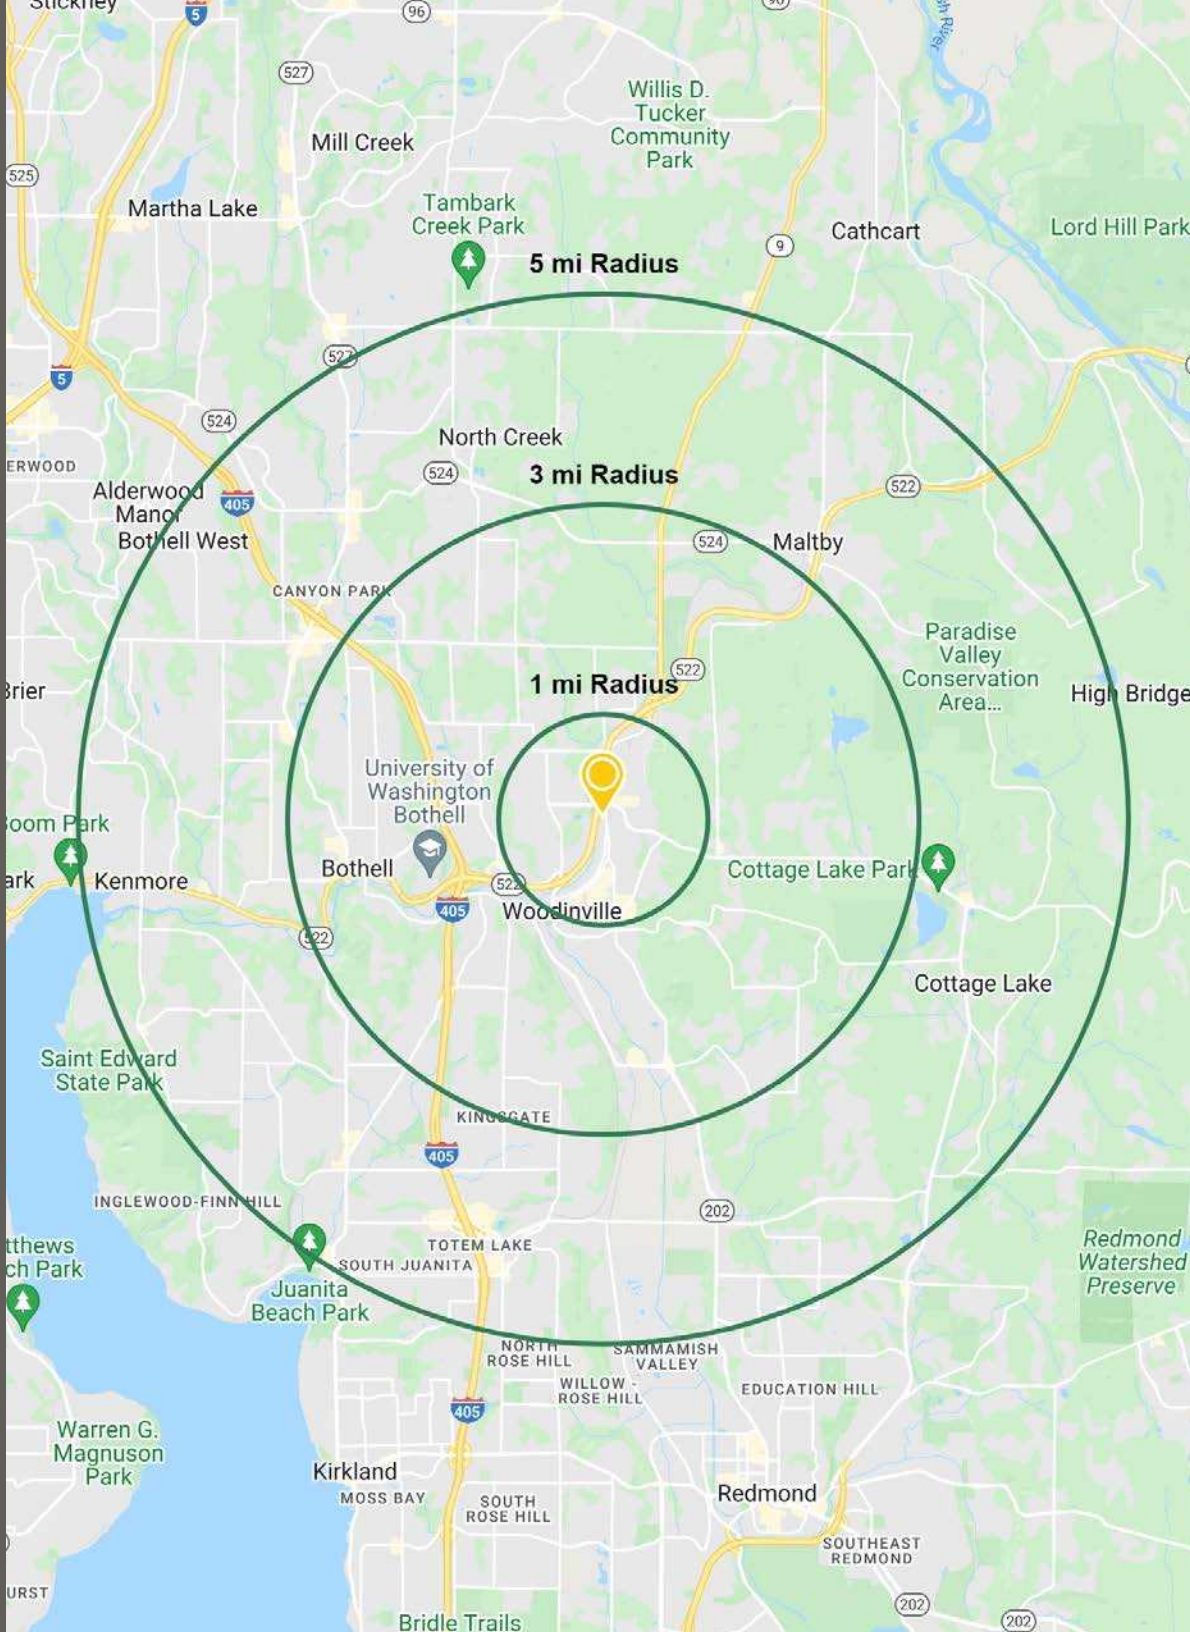 Stickney
5
96
527
Willis D.
Tucker
Community
Park
Mill Creek
525
Martha Lake
Tambark
Creek Park
Cathcart
Lord Hill Park
9
5 mi Radius
527
5
524
North Creek
ERWOOD
524
3 mi Radius
Alderwood
Manor
405
522
Bothell West
524
Maltby
CANYON PARK
Paradise
Valley
Conservation
Area...
522
1 mi Radius
Brier
High Bridge
University of
Washington
Bothell
Boom Park
Bothell
Cottage Lake Park
ark
Kenmore
522
405
Woodinville
522
Cottage Lake
Saint Edward
State Park
KINGSGATE
405
INGLEWOOD-FINN HILL
202
TOTEM LAKE
SOUTH JUANITA
tthews
ch Park
Redmond
Watershed
Preserve
Juanita
Beach Park
NORTH
ROSE HILL
SAMMAMISH
VALLEY
WILLOW -
ROSE HILL
EDUCATION HILL
405
Warren G.
Magnuson
Park
Kirkland
MOSS BAY
SOUTH
ROSE HILL
Redmond
SOUTHEAST
REDMOND
URST
202
202
Bridle Trails